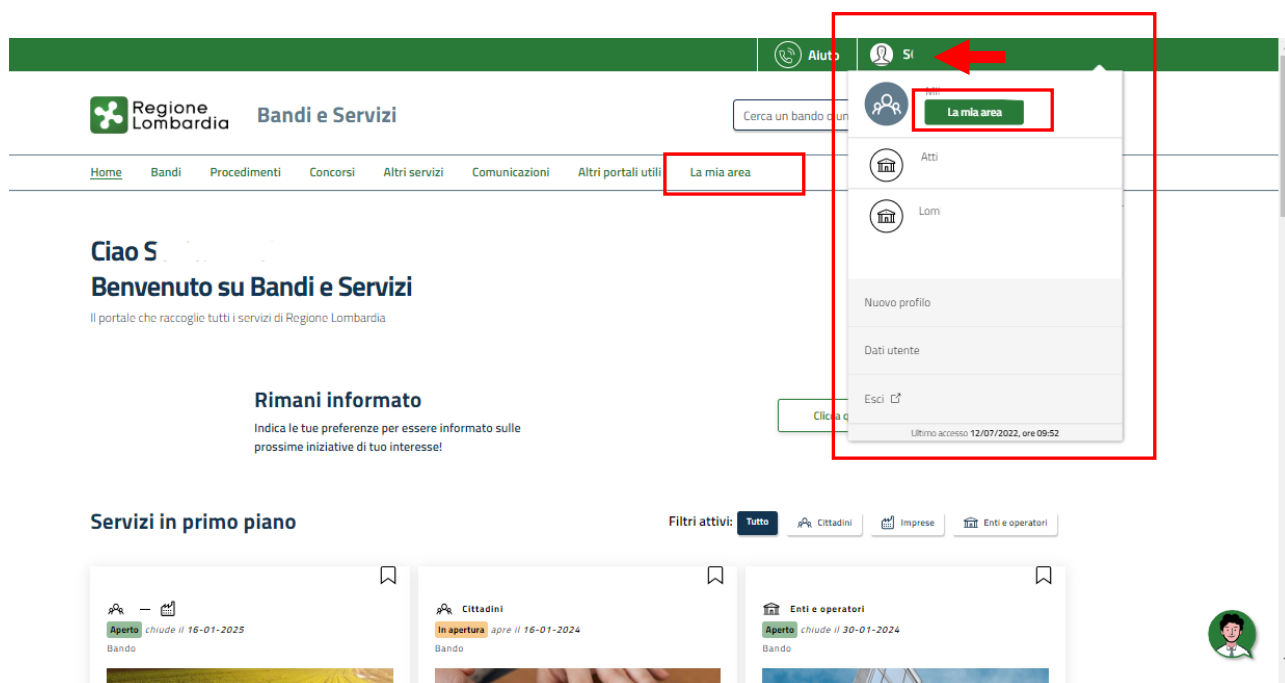 Aiuto
Regione
Lombardia
Bandi e Servizi
Cerca un bando o un
La mia area
Atti
Lom
Home Bandi Procedimenti Concorsi Altri servizi Comunicazioni Altri portali utili La mia area
Ciao S
Benvenuto su Bandi e Servizi
Il portale che raccoglie tutti i servizi di Regione Lombardia
Nuovo profilo
Dati utente
Esci
Ultimo accesso 12/07/2022, ore 09:52
Rimani informato
Indica le tue preferenze per essere informato sulle
prossime iniziative di tuo interesse!
Clicca q
Servizi in primo piano
Filtri attivi: Tutto Cittadini Imprese Enti e operatori
Aperto chiude il 16-01-2025
Bando
Cittadini
In apertura apre il 16-01-2024
Bando
Enti e operatori
Aperto chiude il 30-01-2024
Bando